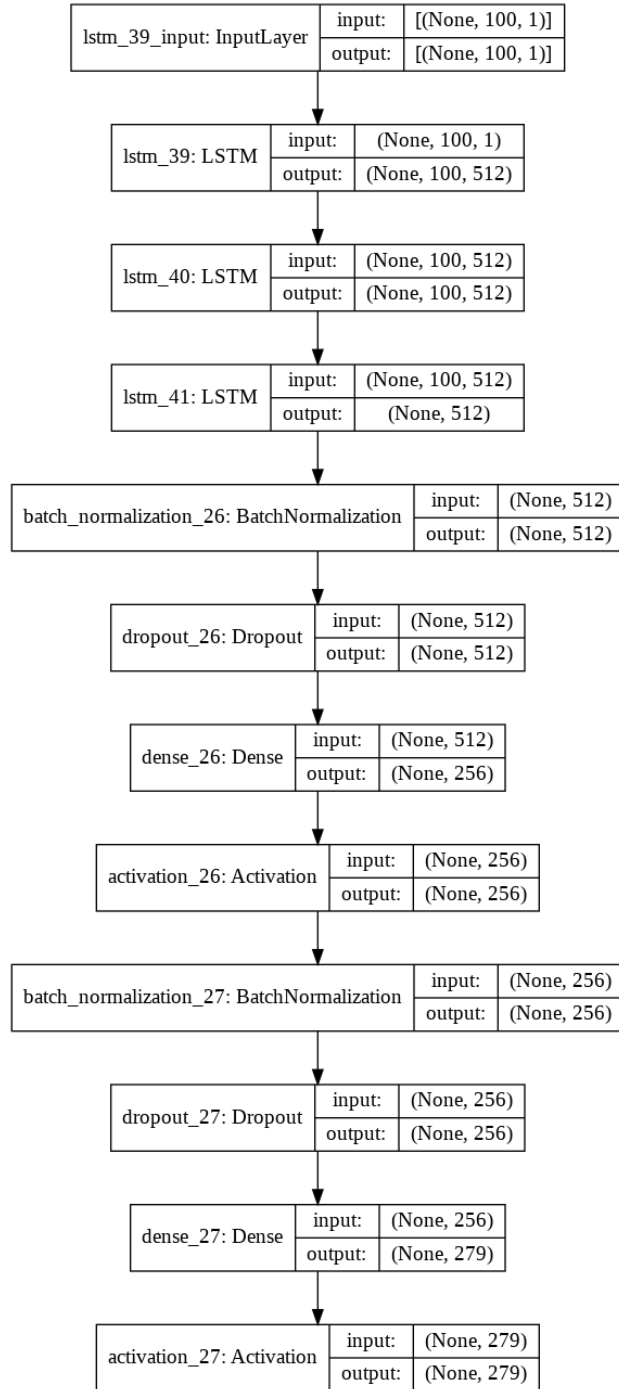 lstm_39_input: InputLayer
input: [(None, 100, 1)]
output: [(None, 100, 1)]
lstm_39: LSTM
input: (None, 100, 1)
output: (None, 100, 512)
lstm_40: LSTM
input: (None, 100, 512)
output: (None, 100, 512)
lstm_41: LSTM
input: (None, 100, 512)
output: (None, 512)
batch_normalization_26: BatchNormalization
input: (None, 512)
output: (None, 512)
dropout_26: Dropout
input: (None, 512)
output: (None, 512)
dense_26: Dense
input: (None, 512)
output: (None, 256)
activation_26: Activation
input: (None, 256)
output: (None, 256)
batch_normalization_27: BatchNormalization
input: (None, 256)
output: (None, 256)
dropout_27: Dropout
input: (None, 256)
output: (None, 256)
dense_27: Dense
input: (None, 256)
output: (None, 279)
activation_27: Activation
input: (None, 279)
output: (None, 279)